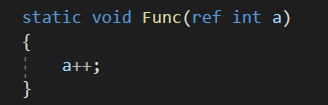 static void Func(ref int a)
{
    a++;
}